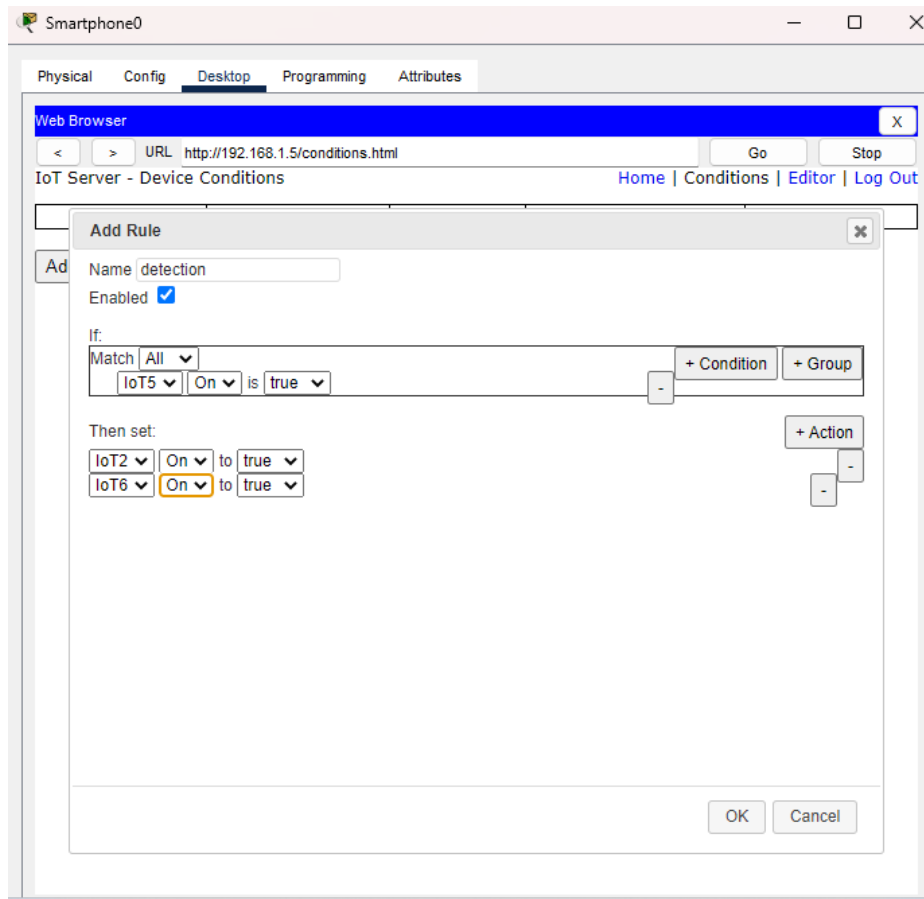 Smartphone0
Physical Config Desktop Programming Attributes
Web Browser X
< > URL http://192.168.1.5/conditions.html Go Stop
IoT Server - Device Conditions Home | Conditions | Editor | Log Out
Add Rule
Ad
Name detection
Enabled
If:
Match All + Condition + Group
IoT5 On is true -
Then set: + Action
IoT2 On to true -
IoT6 On to true -
OK Cancel